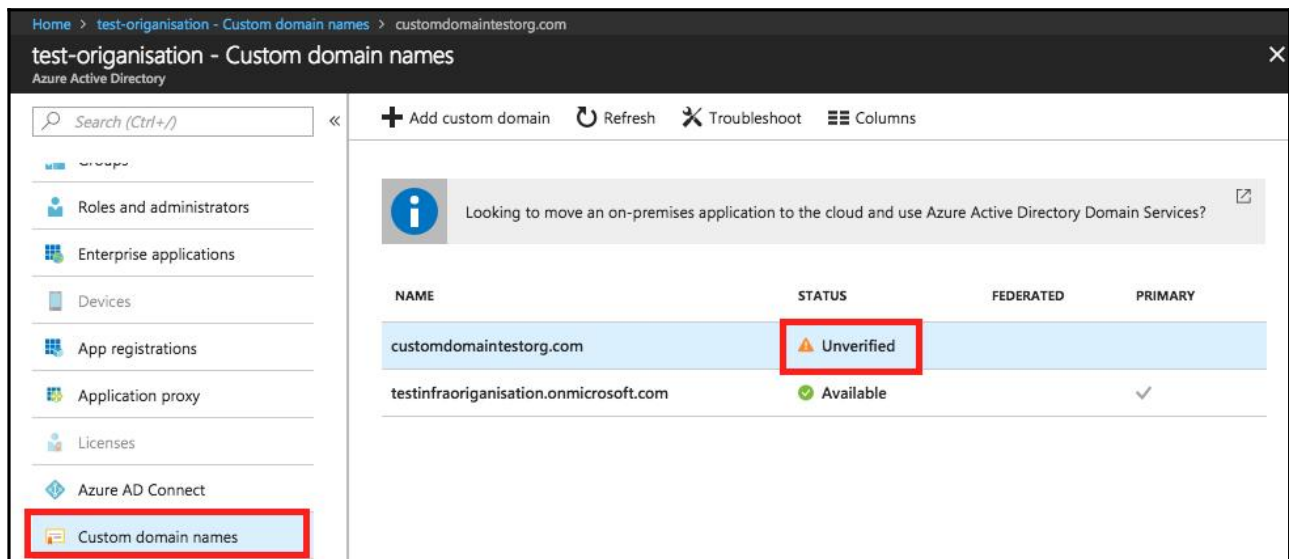 Home > test-origanisation - Custom domain names > customdomaintestorg.com
test-origanisation - Custom domain names
Azure Active Directory
Search (Ctrl+/)
Groups
Roles and administrators
Enterprise applications
Devices
App registrations
Application proxy
Licenses
Azure AD Connect
Custom domain names
Add custom domain Refresh Troubleshoot Columns
Looking to move an on-premises application to the cloud and use Azure Active Directory Domain Services?
NAME STATUS FEDERATED PRIMARY
customdomaintestorg.com Unverified
testinfraoriganisation.onmicrosoft.com Available